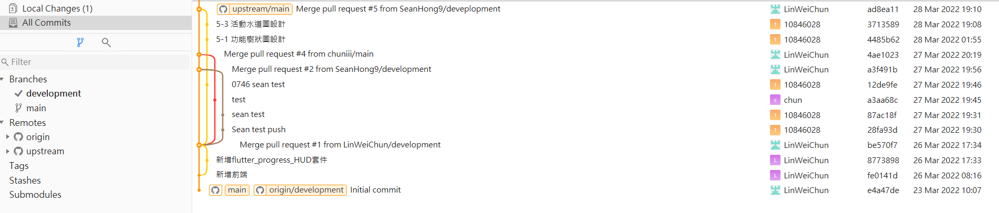 Local Changes (1)
All Commits
Filter
Branches
development
main
Remotes
origin
upstream
Tags
Stashes
Submodules
upstream/main Merge pull request #5 from SeanHong9/deveplopment LinWeiChun ad8ea11 28 Mar 2022 19:10
5-3 活動水道圖設計 1 10846028 3713589 28 Mar 2022 19:08
5-1 功能樹狀圖設計 1 10846028 4485b62 28 Mar 2022 01:55
Merge pull request #4 from chuniii/main LinWeiChun 4ae1023 27 Mar 2022 20:19
Merge pull request #2 from SeanHong9/development LinWeiChun a3f491b 27 Mar 2022 19:56
0746 sean test 1 10846028 12de9fe 27 Mar 2022 19:46
test c chun a3aa68c 27 Mar 2022 19:45
sean test 1 10846028 87ac18f 27 Mar 2022 19:31
Sean test push 1 10846028 28fa93d 27 Mar 2022 19:30
Merge pull request #1 from LinWeiChun/development LinWeiChun be570f7 26 Mar 2022 17:34
新增flutter_progress_HUD套件 L LinWeiChun 8773898 26 Mar 2022 17:33
新增前端 L LinWeiChun fe0141d 26 Mar 2022 08:16
main origin/development Initial commit LinWeiChun e4a47de 23 Mar 2022 10:07